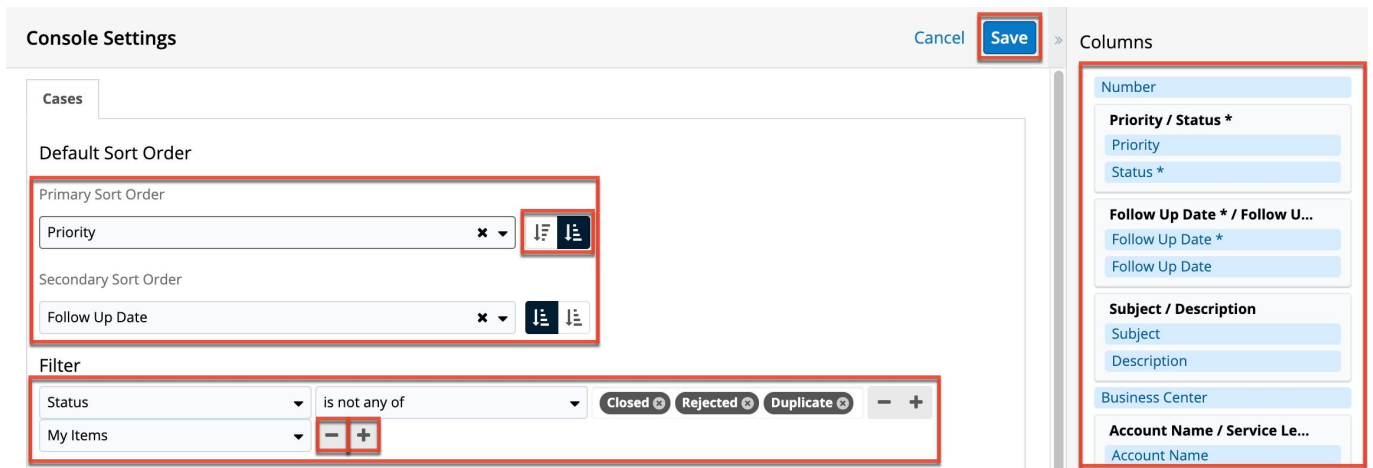 Console Settings
Cancel
Save
Cases
Default Sort Order
Primary Sort Order
Priority
Secondary Sort Order
Follow Up Date
Filter
Status is not any of Closed Rejected Duplicate
My Items
Columns
Number
Priority / Status *
Priority
Status *
Follow Up Date * / Follow U...
Follow Up Date *
Follow Up Date
Subject / Description
Subject
Description
Business Center
Account Name / Service Le...
Account Name